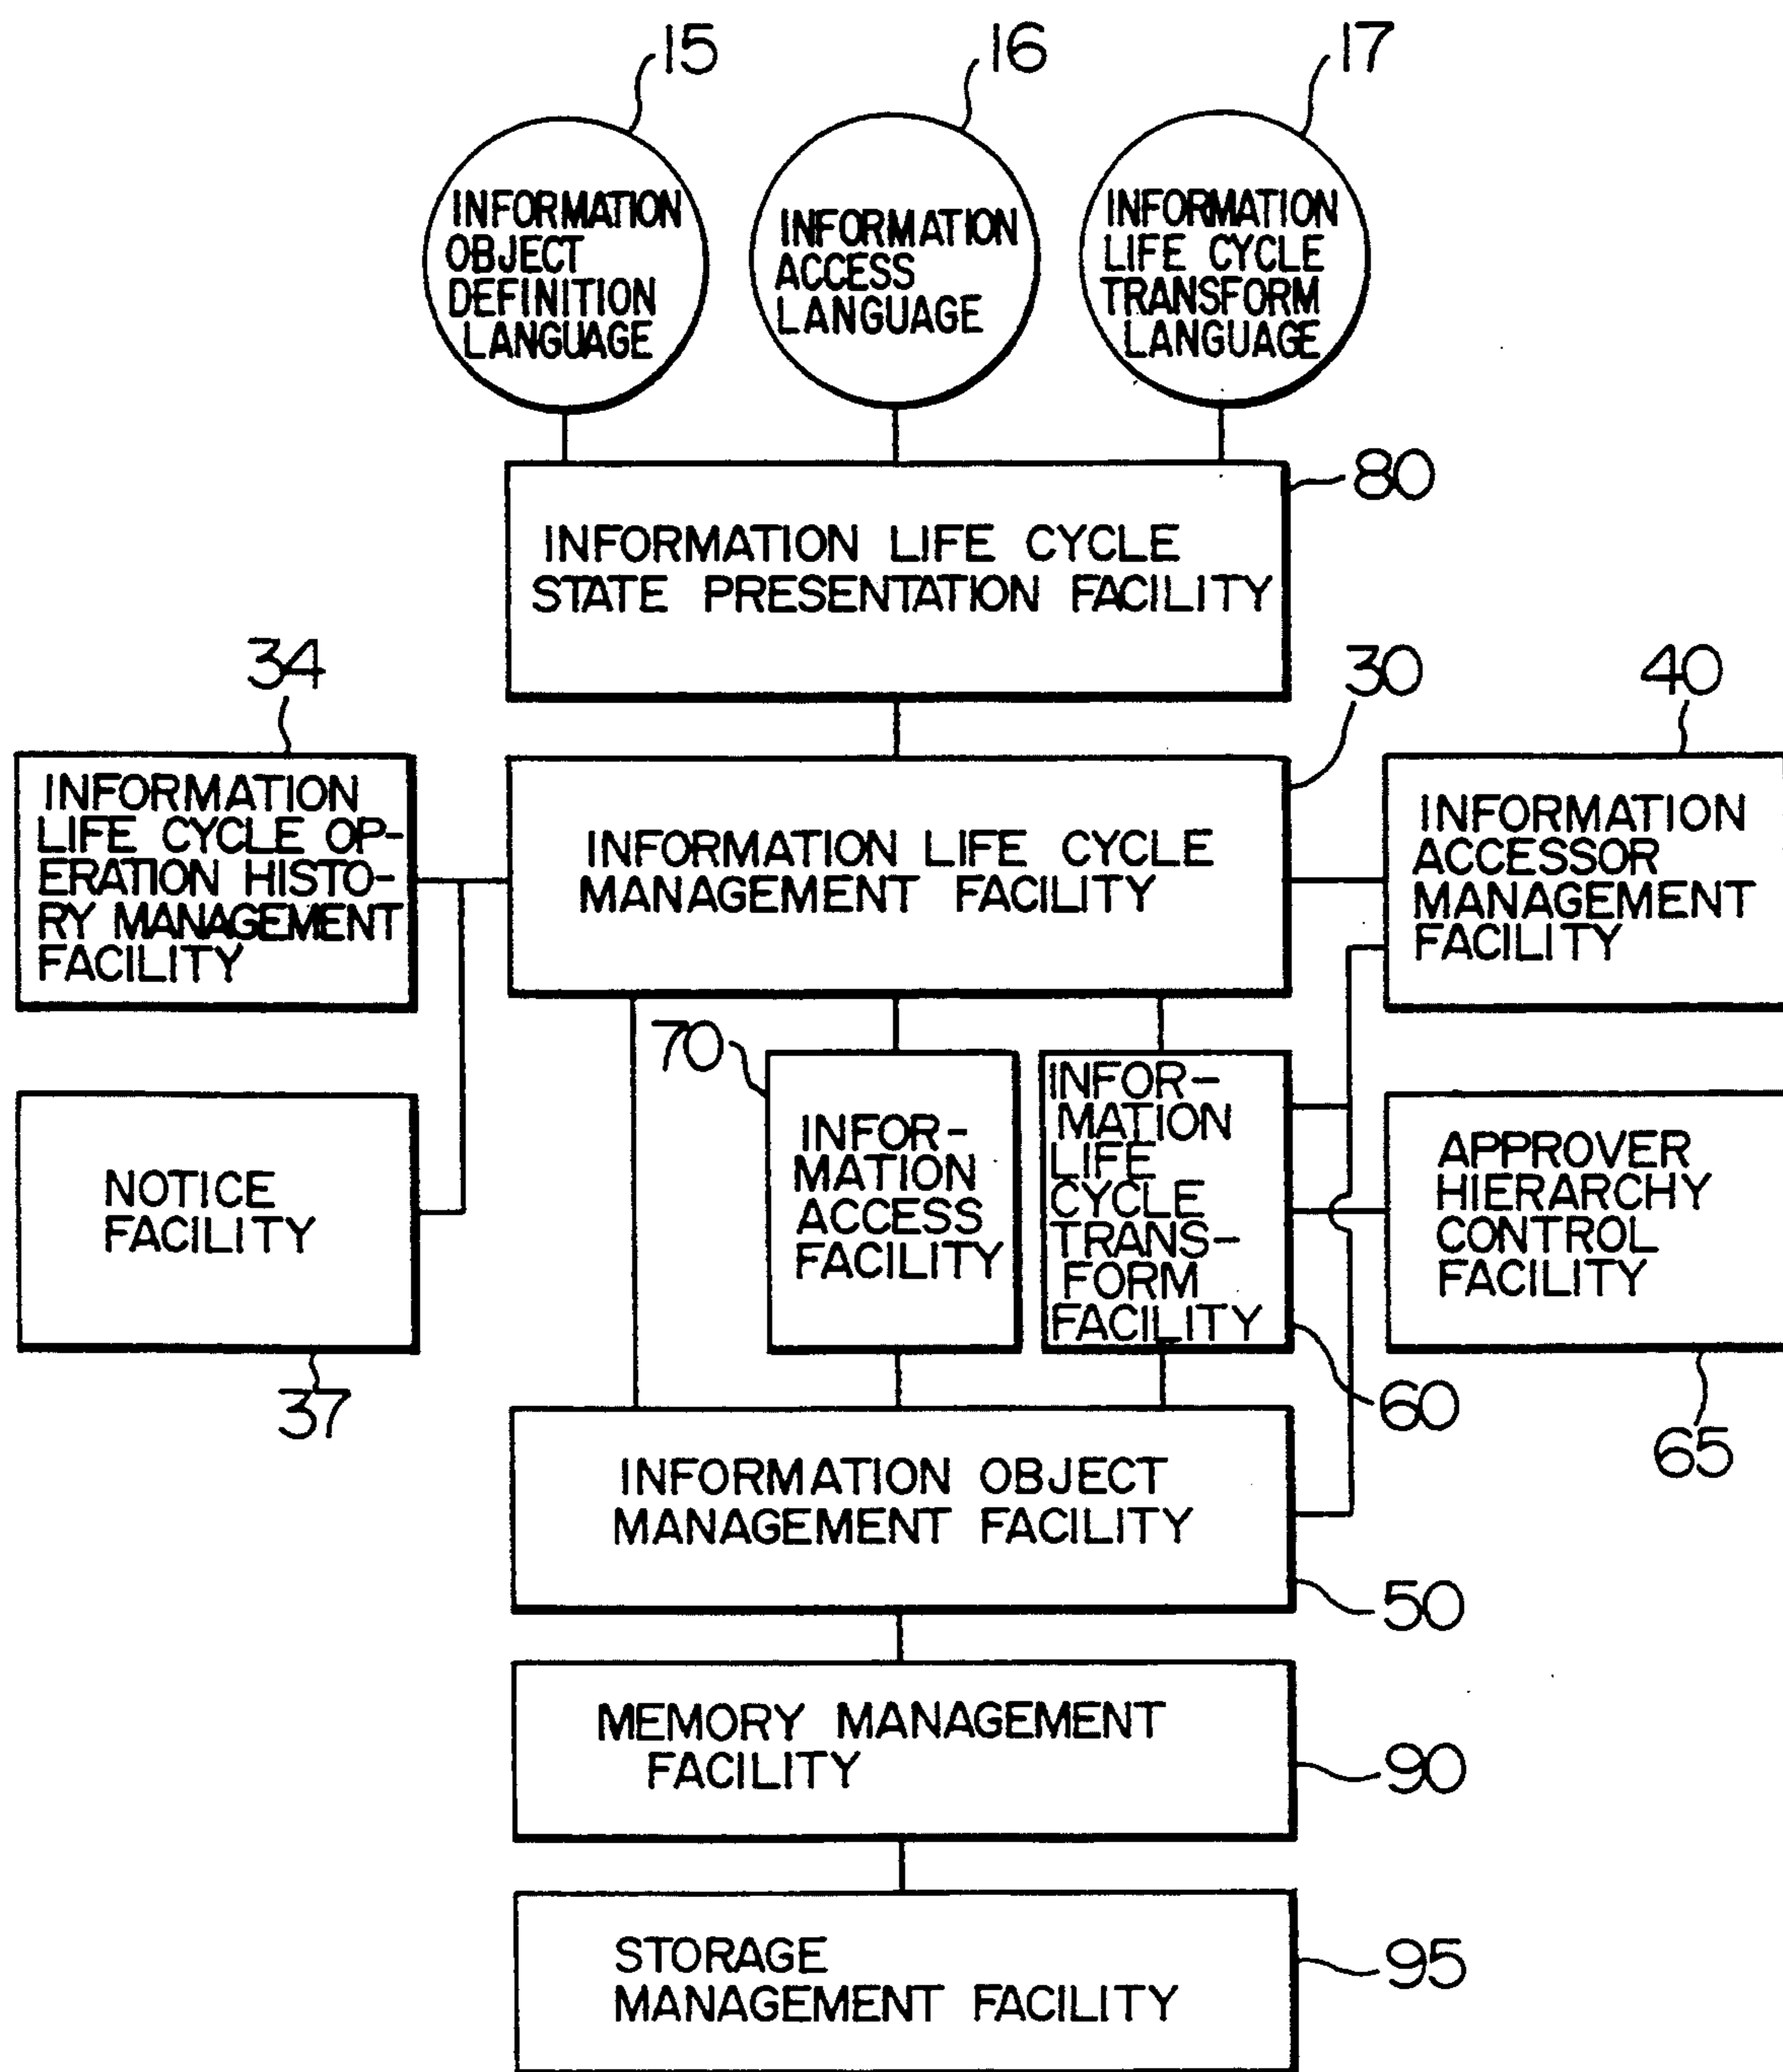 15
16
17
INFORMATION
OBJECT
DEFINITION
LANGUAGE
INFORMATION
ACCESS
LANGUAGE
INFORMATION
LIFE CYCLE
TRANSFORM
LANGUAGE
80
INFORMATION LIFE CYCLE
STATE PRESENTATION FACILITY
34
30
40
INFORMATION
LIFE CYCLE OP-
ERATION HISTO-
RY MANAGEMENT
FACILITY
INFORMATION LIFE CYCLE
MANAGEMENT FACILITY
INFORMATION
ACCESSOR
MANAGEMENT
FACILITY
70
NOTICE
FACILITY
37
INFOR-
MATION
ACCESS
FACILITY
INFOR-
MATION
LIFE
CYCLE
TRANS-
FORM
FACILITY
60
APPROVER
HIERARCHY
CONTROL
FACILITY
65
INFORMATION OBJECT
MANAGEMENT FACILITY
50
MEMORY MANAGEMENT
FACILITY
90
STORAGE
MANAGEMENT FACILITY
95